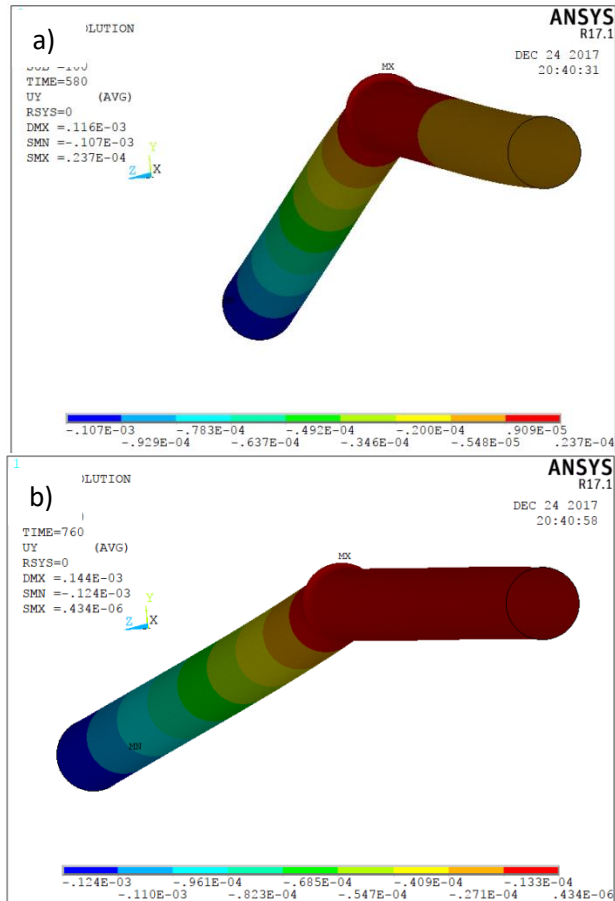 a)
ANSYS
R17.1
DEC 24 2017
20:40:31
TIME=580
UY (AVG)
RSYS=0
DMX =.116E-03
SMN =-.107E-03
SMX =.237E-04
MX
Y
Z X
-.107E-03 -.783E-04 -.492E-04 -.200E-04 .909E-05
-.929E-04 -.637E-04 -.346E-04 -.548E-05 .237E-04
1
b)
ANSYS
R17.1
DEC 24 2017
20:40:58
TIME=760
UY (AVG)
RSYS=0
DMX =.144E-03
SMN =-.124E-03
SMX =.434E-06
MX
Y
Z X
MN
-.124E-03 -.961E-04 -.685E-04 -.409E-04 -.133E-04
-.110E-03 -.823E-04 -.547E-04 -.271E-04 .434E-06